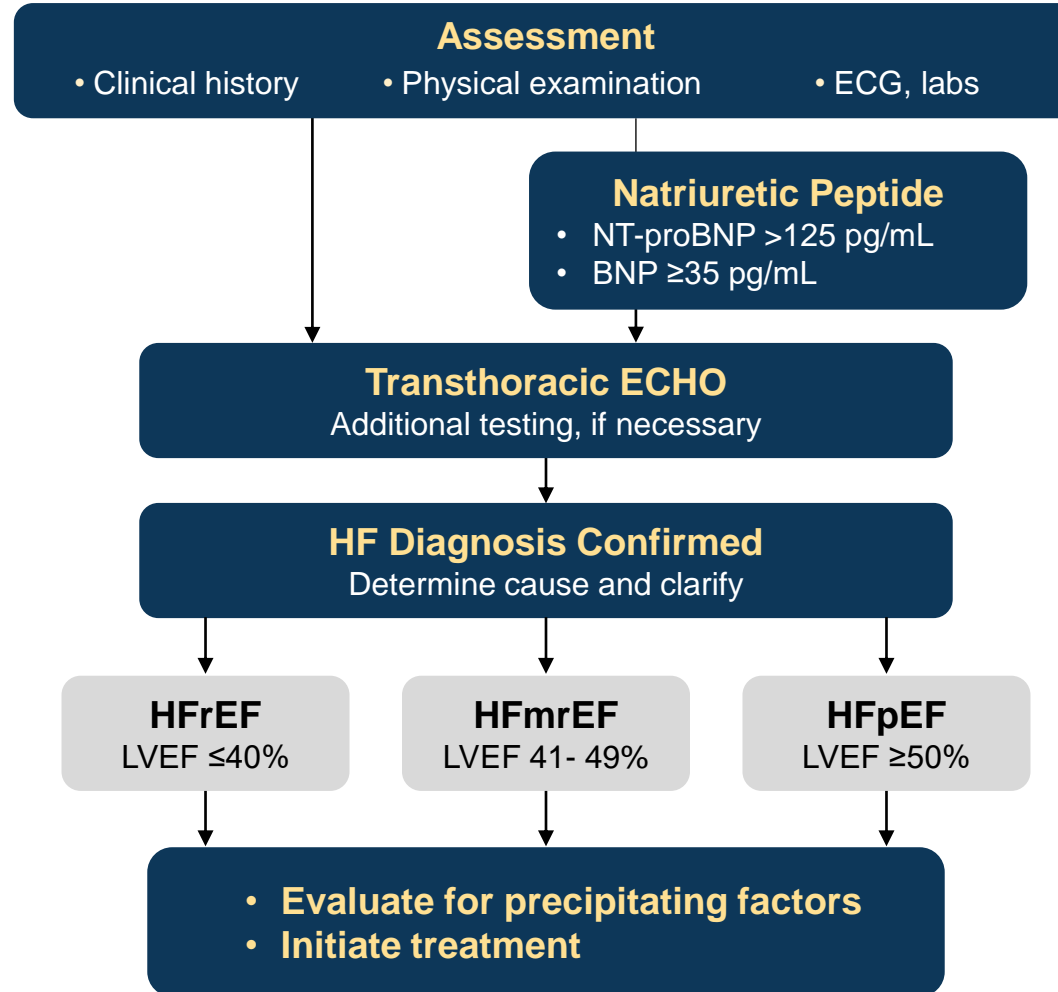 Assessment
• Clinical history • Physical examination • ECG, labs
Natriuretic Peptide
• NT-proBNP >125 pg/mL
• BNP ≥35 pg/mL
Transthoracic ECHO
Additional testing, if necessary
HF Diagnosis Confirmed
Determine cause and clarify
HFrEF HFmrEF HFpEF
LVEF ≤40% LVEF 41- 49% LVEF ≥50%
• Evaluate for precipitating factors
• Initiate treatment